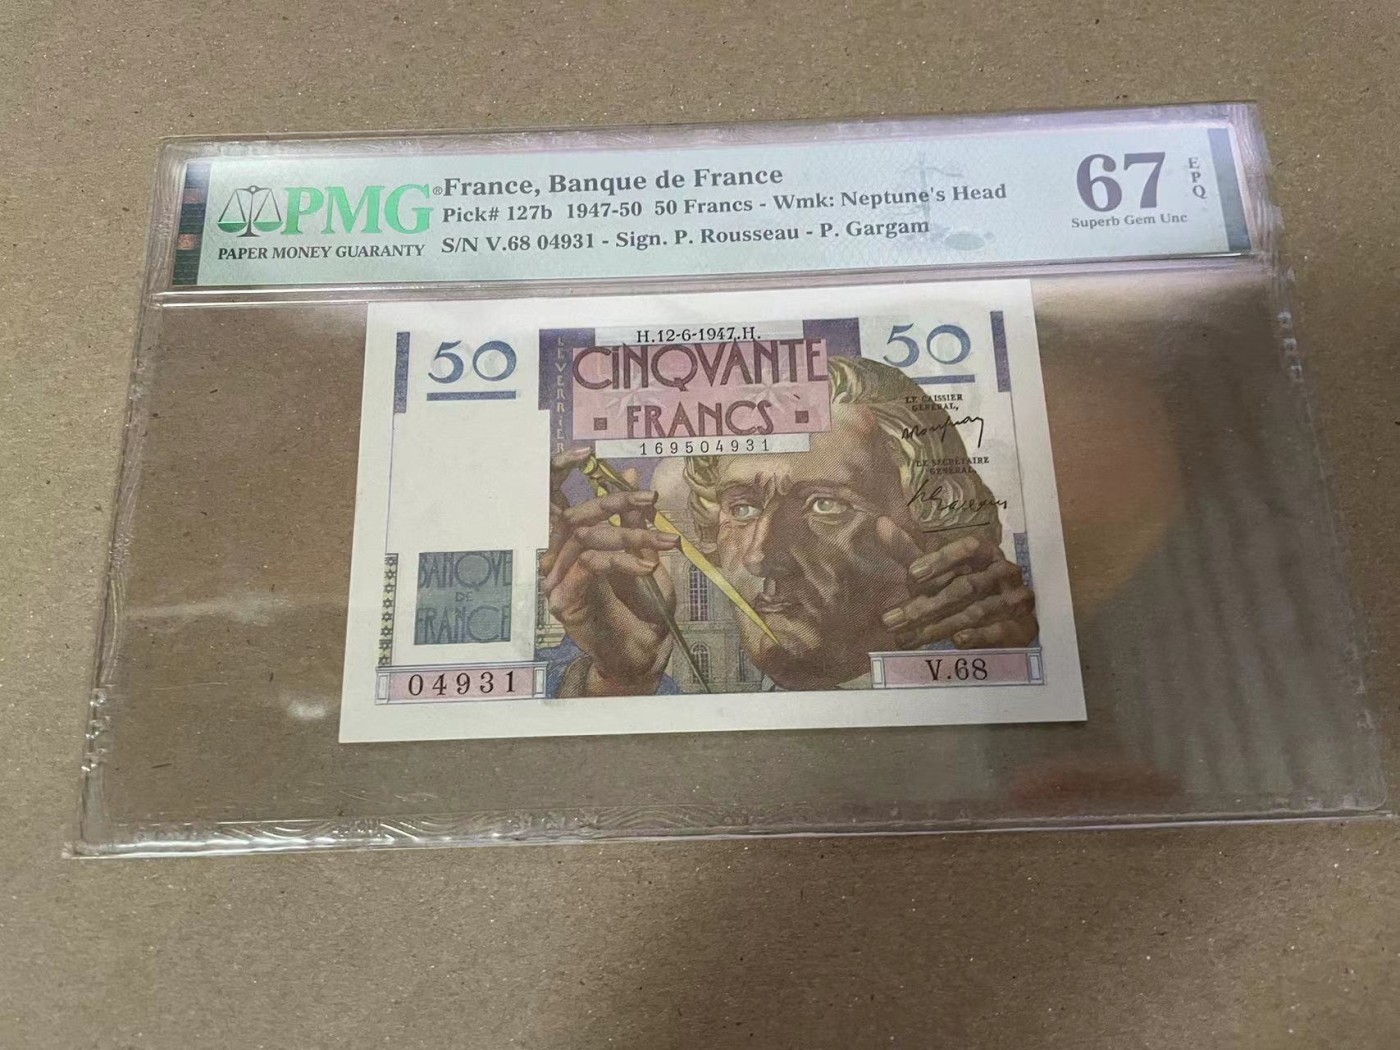 PMG®
PAPER MONEY GUARANTY
France, Banque de France
Pick# 127b 1947-50 50 Francs - Wmk: Neptune's Head
S/N V.68 04931 - Sign. P. Rousseau - P. Gargam
67
EPQ
Superb Gem Unc
50
H.12-6-1947.H.
50
LEVERRIER
CINQVANTE
FRANCS
169504931
LE CAISSIER
GÉNÉRAL,
LE SECRÉTAIRE
GÉNÉRAL,
BANQVE
DE
FRANCE
04931
V.68